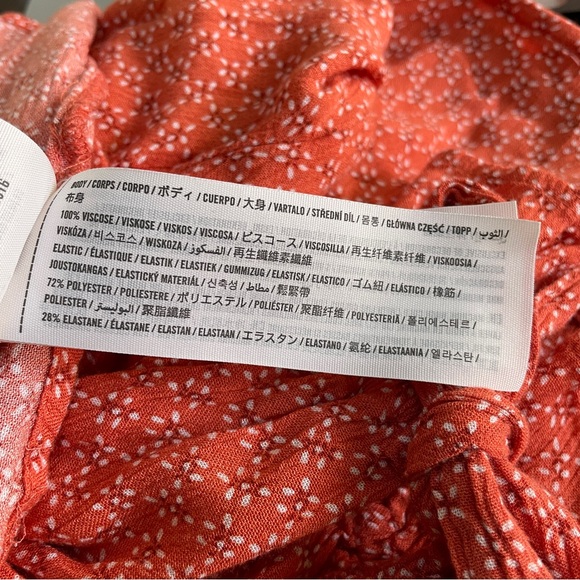 BODY / CORPS / CORPO / ボディ / CUERPO / 大身 / VARTALO / STŘEDNÍ DÍL / 몸통 / GŁÓWNA CZĘŚĆ / TOPP / الثوب /
布身
100% VISCOSE / VISKOSE / VISKOS / VISCOSA / ビスコース / VISCOSILLA / 再生纤维素纤维 / VISKOOSIA /
VISKÓZA / 비스코스 / WISKOZA / الفسكوز / 再生纖維素纖維
ELASTIC / ÉLASTIQUE / ELASTIK / ELASTIEK / GUMMIZUG / ELASTISK / ELASTICO / ゴム紐 / ELÁSTICO / 橡筋 /
JOUSTOKANGAS / ELASTICKÝ MATERIÁL / 신축성 / مطاط / 鬆緊帶
72% POLYESTER / POLIESTERE / ポリエステル / POLIÉSTER / 聚酯纤维 / POLYESTERIÄ / 폴리에스테르 /
POLIESTER / البوليستر / 聚脂纖維
28% ELASTANE / ÉLASTHANE / ELASTAN / ELASTAAN / エラスタン / ELASTANO / 氨纶 / ELASTAANIA / 엘라스탄 /